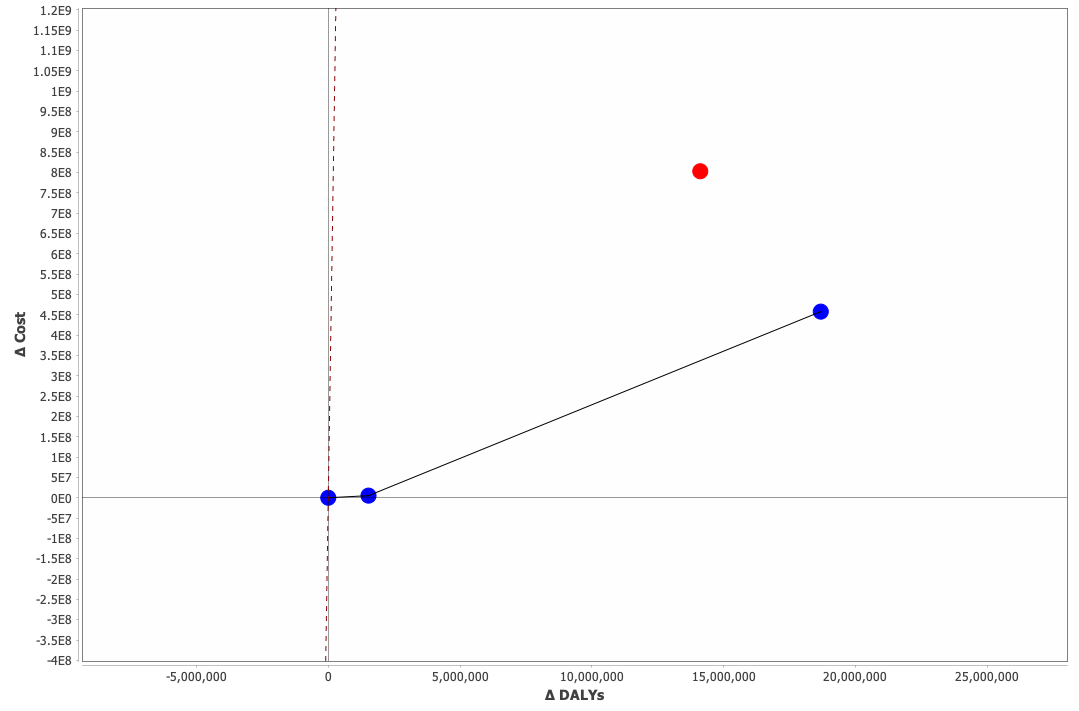 1.2E9
1.15E9
1.1E9
1.05E9
1E9
9.5E8
9E8
8.5E8
8E8
7.5E8
7E8
6.5E8
6E8
5.5E8
5E8
4.5E8
4E8
3.5E8
3E8
2.5E8
2E8
1.5E8
1E8
5E7
0E0
-5E7
-1E8
-1.5E8
-2E8
-2.5E8
-3E8
-3.5E8
-4E8
Δ Cost
-5,000,000 0 5,000,000 10,000,000 15,000,000 20,000,000 25,000,000
Δ DALYs